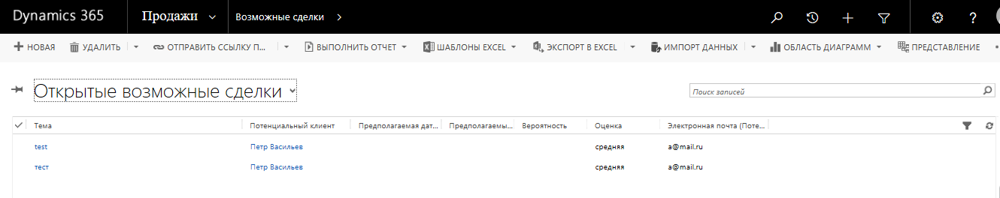 Dynamics 365 Продажи Возможные сделки
НОВАЯ УДАЛИТЬ ОТПРАВИТЬ ССЫЛКУ П... ВЫПОЛНИТЬ ОТЧЕТ ШАБЛОНЫ EXCEL ЭКСПОРТ В EXCEL ИМПОРТ ДАННЫХ ОБЛАСТЬ ДИАГРАММ ПРЕДСТАВЛЕНИЕ
Открытые возможные сделки
Поиск записей
Тема Потенциальный клиент Предполагаемая дат... Предполагаемы... Вероятность Оценка Электронная почта (Поте...
test Петр Васильев средняя a@mail.ru
тест Петр Васильев средняя a@mail.ru